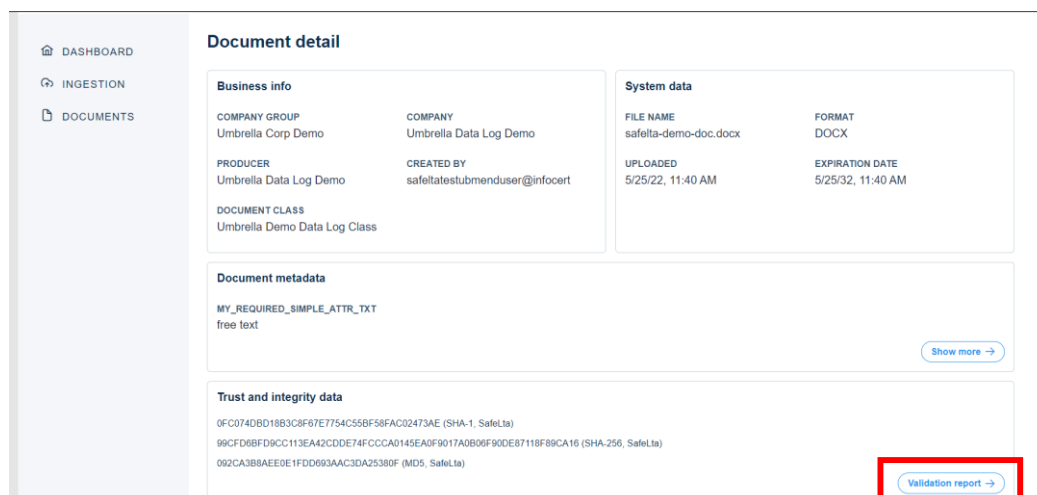 Document detail
DASHBOARD
INGESTION
DOCUMENTS
Business info
COMPANY GROUP
Umbrella Corp Demo
COMPANY
Umbrella Data Log Demo
PRODUCER
Umbrella Data Log Demo
CREATED BY
safeltatestubmenduser@infocert
DOCUMENT CLASS
Umbrella Demo Data Log Class
System data
FILE NAME
safelta-demo-doc.docx
FORMAT
DOCX
UPLOADED
5/25/22, 11:40 AM
EXPIRATION DATE
5/25/32, 11:40 AM
Document metadata
MY_REQUIRED_SIMPLE_ATTR_TXT
free text
Show more →
Trust and integrity data
0FC074DBD18B3C8F67E7754C55BF58FAC02473AE (SHA-1, SafeLta)
99CFD6BFD9CC113EA42CDDE74FCCCA0145EA0F9017A0B06F90DE87118F89CA16 (SHA-256, SafeLta)
092CA3B8AEE0E1FDD693AAC3DA25380F (MD5, SafeLta)
Validation report →